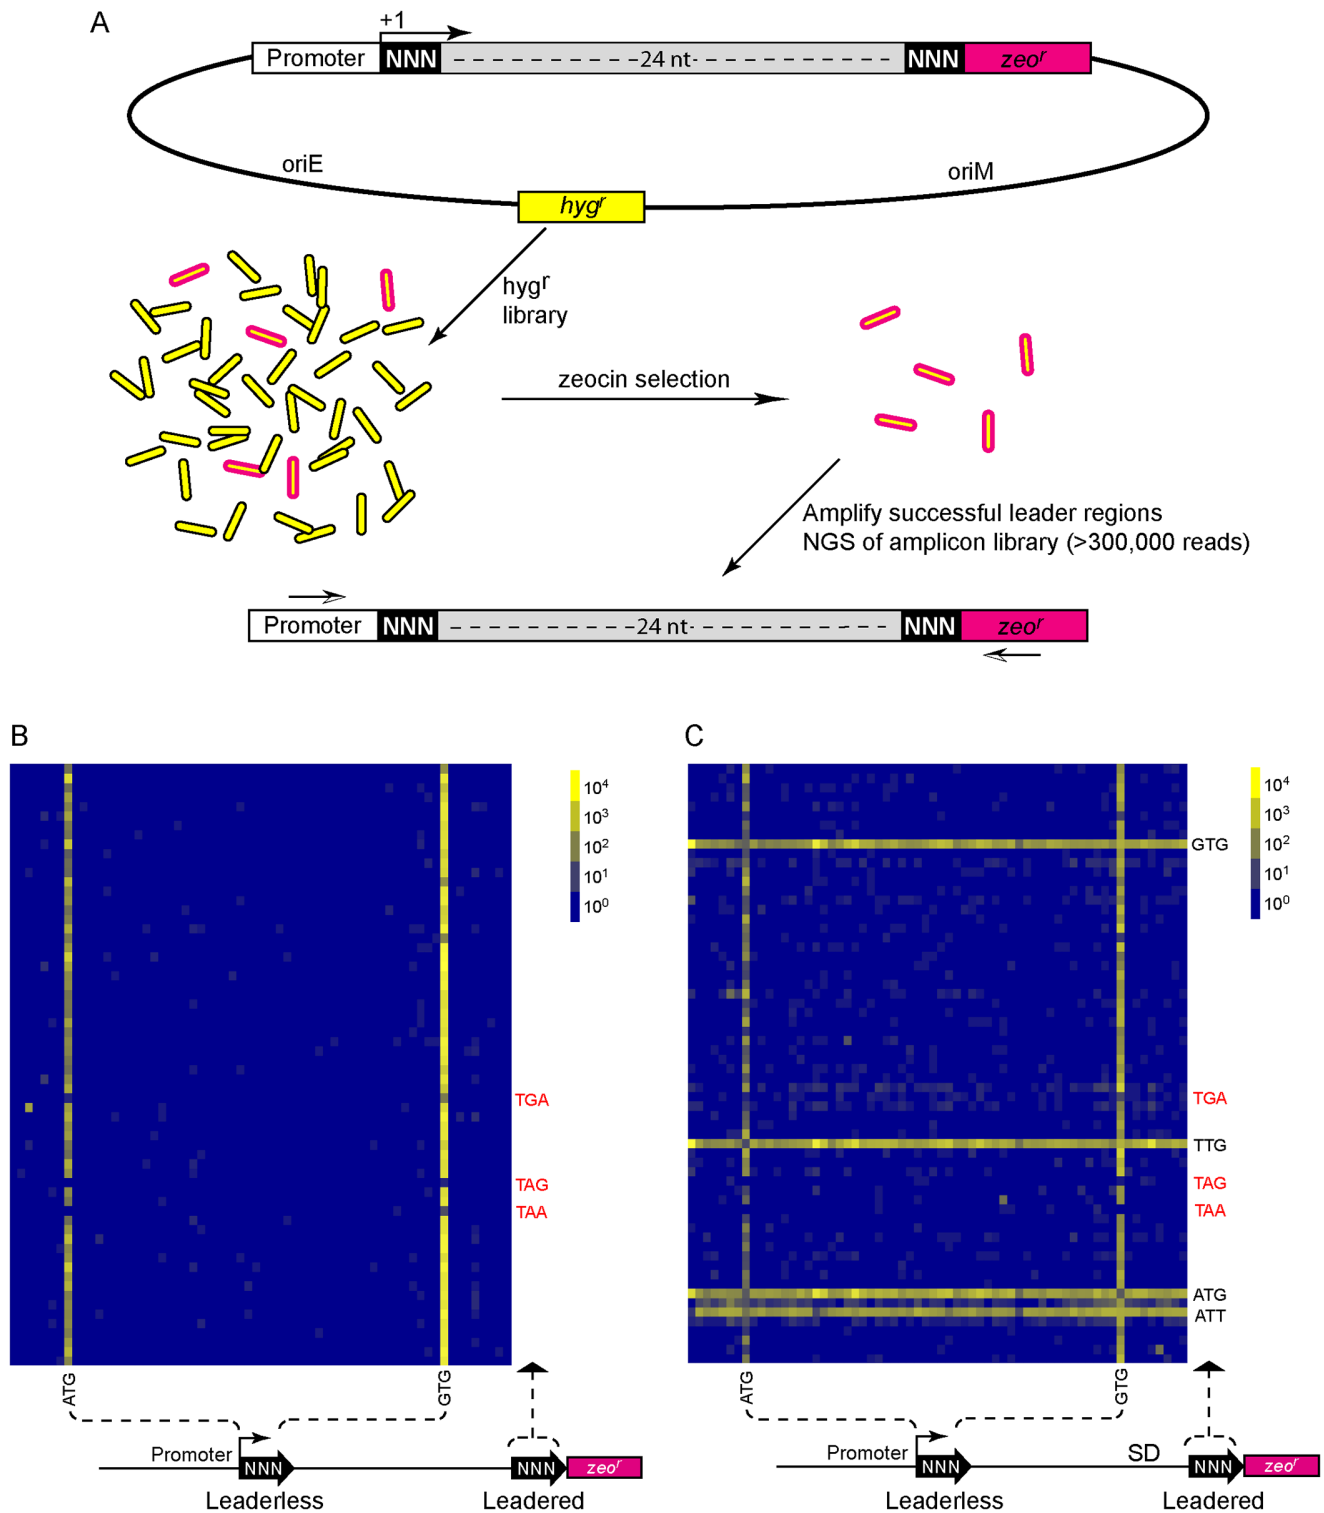 A
+1
Promoter NNN 24 nt NNN zeoʳ
oriE
oriM
hygʳ
hygʳ
library
zeocin selection
Amplify successful leader regions
NGS of amplicon library (>300,000 reads)
Promoter NNN 24 nt NNN zeoʳ
B
10⁴
10³
10²
10¹
10⁰
TGA
TAG
TAA
ATG
GTG
Promoter
NNN
NNN
zeoʳ
Leaderless
Leadered
C
10⁴
10³
10²
10¹
10⁰
GTG
TGA
TTG
TAG
TAA
ATG
ATT
ATG
GTG
Promoter
SD
NNN
NNN
zeoʳ
Leaderless
Leadered